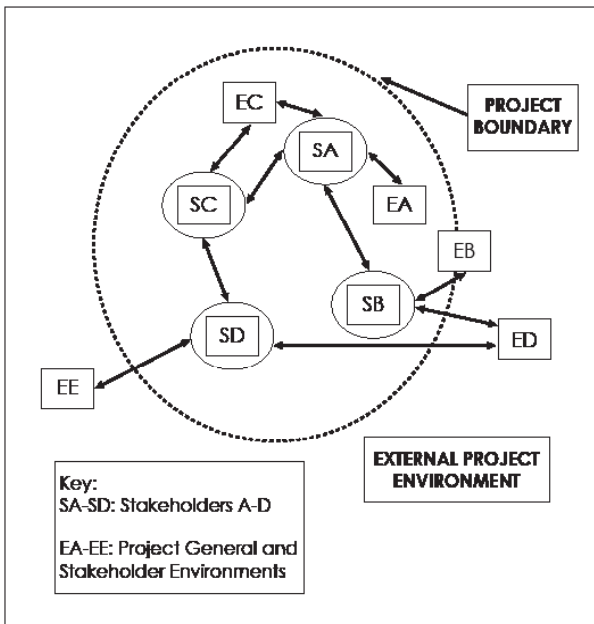 EC
PROJECT
BOUNDARY
SA
SC
EA
EB
SB
SD
ED
EE
EXTERNAL PROJECT
ENVIRONMENT
Key:
SA-SD: Stakeholders A-D
EA-EE: Project General and
Stakeholder Environments